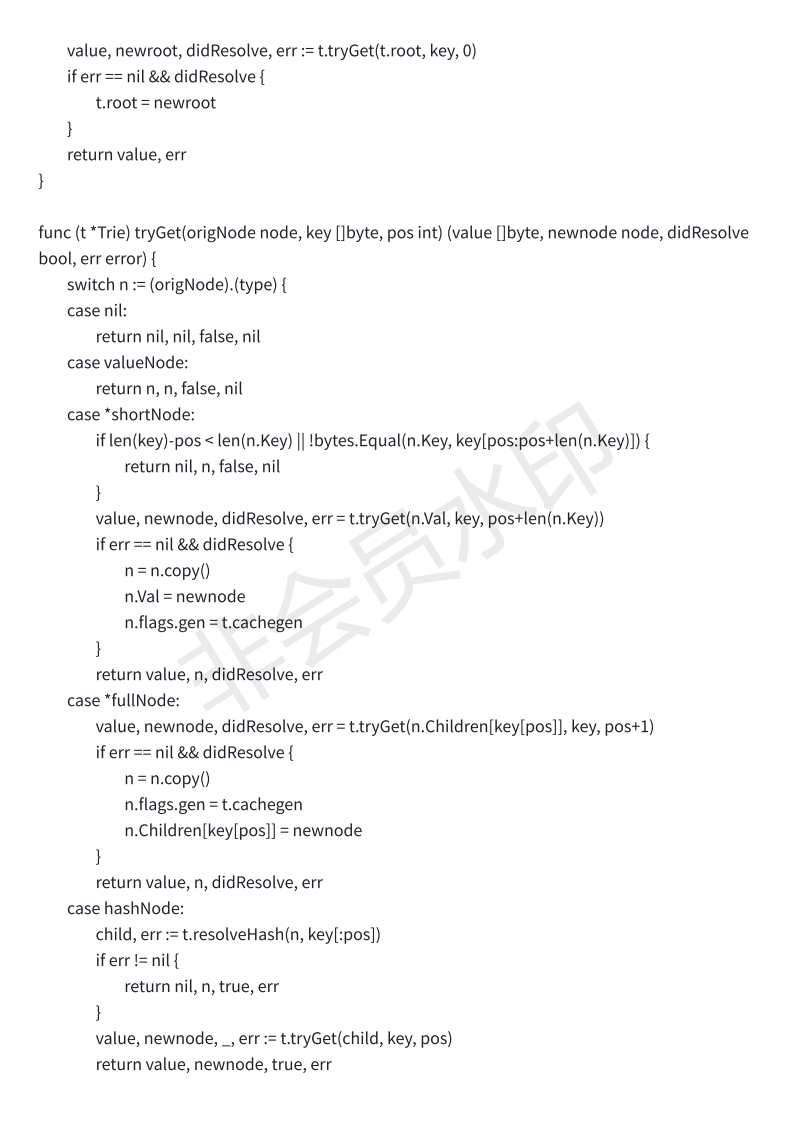 value, newroot, didResolve, err := t.tryGet(t.root, key, 0)
if err == nil && didResolve {
t.root = newroot
}
return value, err
}
func (t *Trie) tryGet(origNode node, key []byte, pos int) (value []byte, newnode node, didResolve
bool, err error) {
switch n := (origNode).(type) {
case nil:
return nil, nil, false, nil
case valueNode:
return n, n, false, nil
case *shortNode:
if len(key)-pos < len(n.Key) || !bytes.Equal(n.Key, key[pos:pos+len(n.Key)]) {
return nil, n, false, nil
}
value, newnode, didResolve, err = t.tryGet(n.Val, key, pos+len(n.Key))
if err == nil && didResolve {
n = n.copy()
n.Val = newnode
n.flags.gen = t.cachegen
}
return value, n, didResolve, err
case *fullNode:
value, newnode, didResolve, err = t.tryGet(n.Children[key[pos]], key, pos+1)
if err == nil && didResolve {
n = n.copy()
n.flags.gen = t.cachegen
n.Children[key[pos]] = newnode
}
return value, n, didResolve, err
case hashNode:
child, err := t.resolveHash(n, key[:pos])
if err != nil {
return nil, n, true, err
}
value, newnode, _, err := t.tryGet(child, key, pos)
return value, newnode, true, err
非会员水印